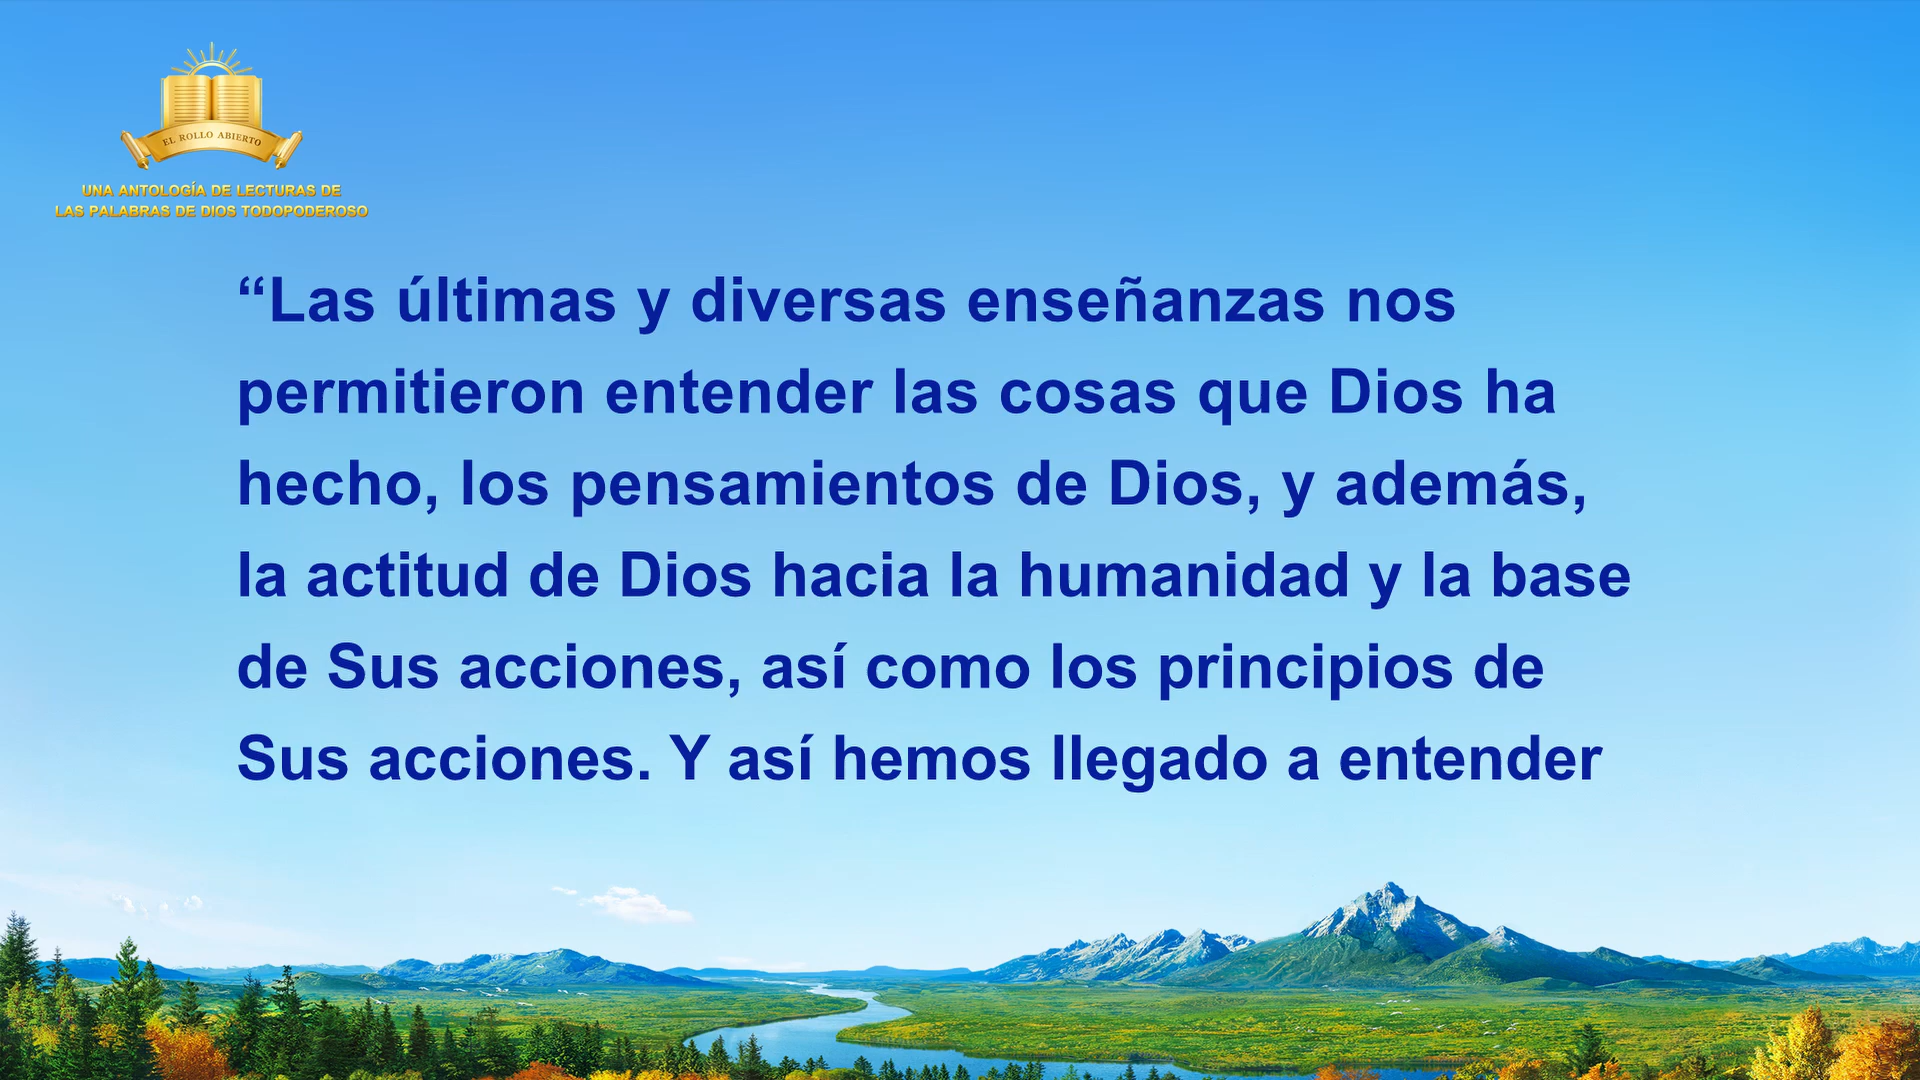 EL ROLLO ABIERTO
UNA ANTOLOGÍA DE LECTURAS DE
LAS PALABRAS DE DIOS TODOPODEROSO
“Las últimas y diversas enseñanzas nos
permitieron entender las cosas que Dios ha
hecho, los pensamientos de Dios, y además,
la actitud de Dios hacia la humanidad y la base
de Sus acciones, así como los principios de
Sus acciones. Y así hemos llegado a entender